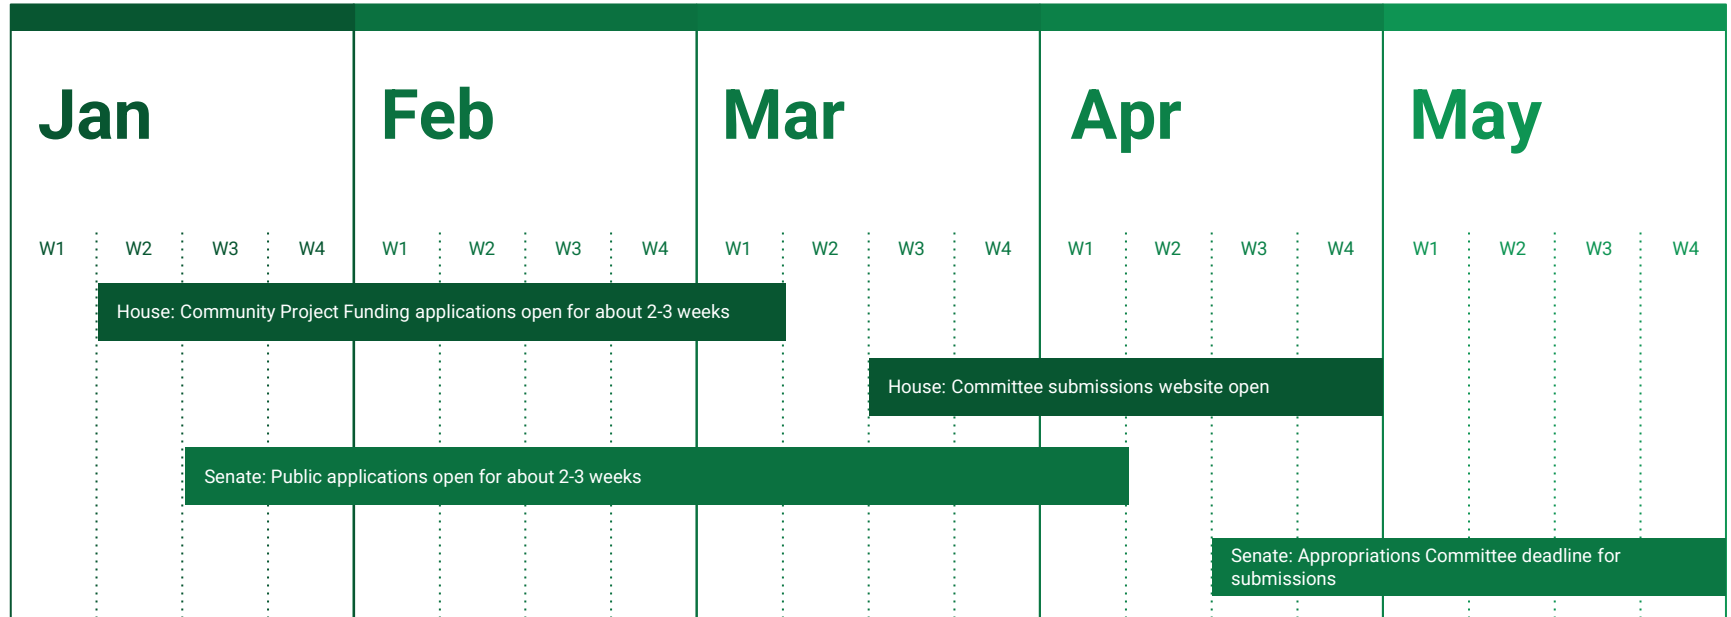 Jan
Feb
Mar
Apr
May
W1 W2 W3 W4 W1 W2 W3 W4 W1 W2 W3 W4 W1 W2 W3 W4 W1 W2 W3 W4
House: Community Project Funding applications open for about 2-3 weeks
House: Committee submissions website open
Senate: Public applications open for about 2-3 weeks
Senate: Appropriations Committee deadline for
submissions